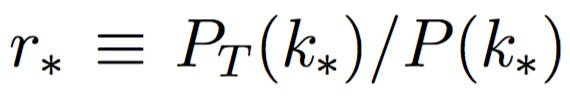 r_* ≡ P_T(k_*)/P(k_*)